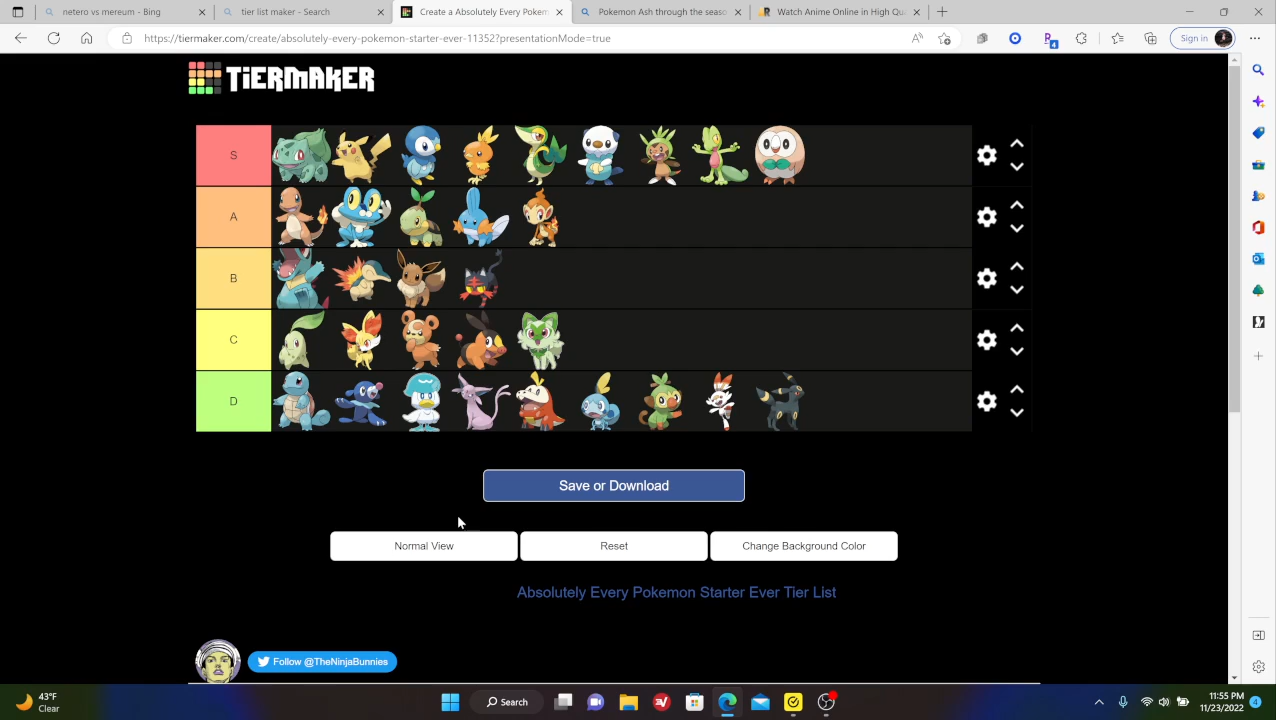 netero vs mereum - Bing
tier list maker - Search
Create a Absolutely Every Pokem
Pokemon Ash through the seaso
Watch Anime Online in High Qu
https://tiermaker.com/create/absolutely-every-pokemon-starter-ever-11352?presentationMode=true
Sign in
4
TiERMAKER
S
A
B
C
D
Save or Download
Normal View
Reset
Change Background Color
Absolutely Every Pokemon Starter Ever Tier List
Follow @TheNinjaBunnies
43°F
Clear
Search
11:55 PM
11/23/2022
4